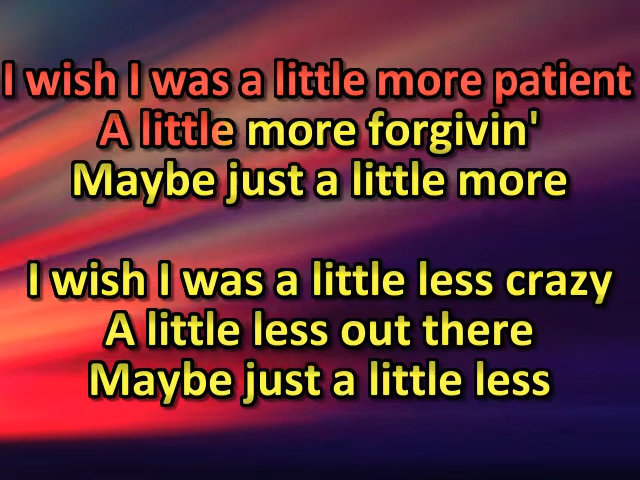 I wish I was a little more patient
A little more forgivin'
Maybe just a little more
I wish I was a little less crazy
A little less out there
Maybe just a little less